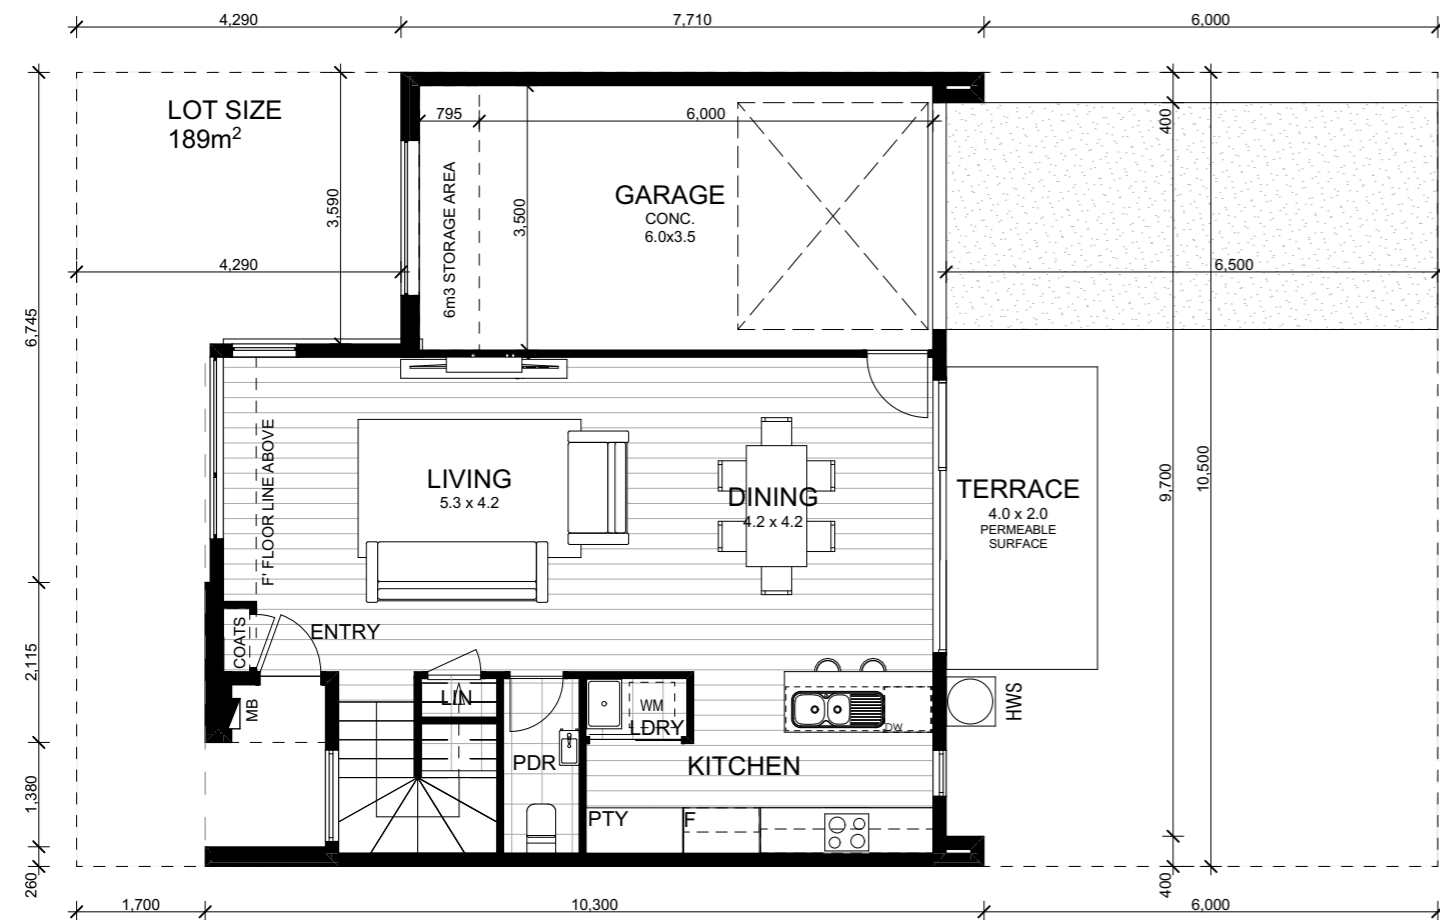 4,290
7,710
6,000
LOT SIZE
189m²
795
6,000
400
6m3 STORAGE AREA
GARAGE
CONC.
6.0x3.5
3,590
3,500
4,290
6,500
6,745
F' FLOOR LINE ABOVE
LIVING
5.3 x 4.2
DINING
4.2 x 4.2
TERRACE
4.0 x 2.0
PERMEABLE
SURFACE
9,700
10,500
COATS
ENTRY
2,115
MB
LIN
WM
LDRY
DW
HWS
PDR
KITCHEN
1,380
PTY
F
260
400
1,700
10,300
6,000